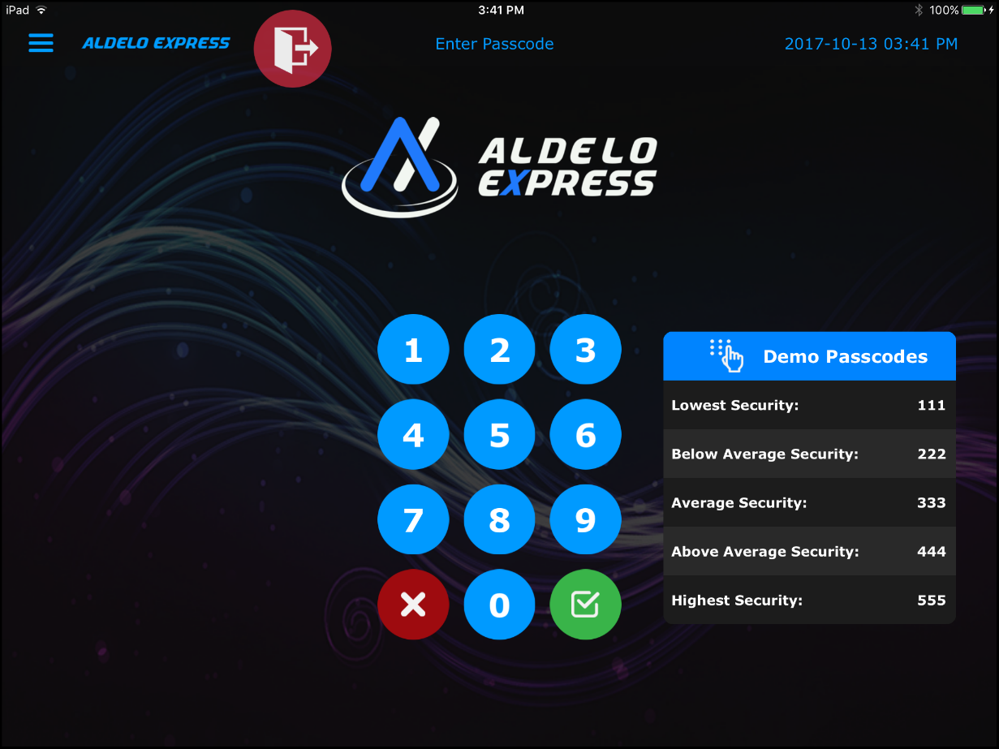 iPad 3:41 PM 100%
ALDELO EXPRESS Enter Passcode 2017-10-13 03:41 PM
ALDELO
EXPRESS
1 2 3
4 5 6
7 8 9
0
Demo Passcodes
Lowest Security: 111
Below Average Security: 222
Average Security: 333
Above Average Security: 444
Highest Security: 555